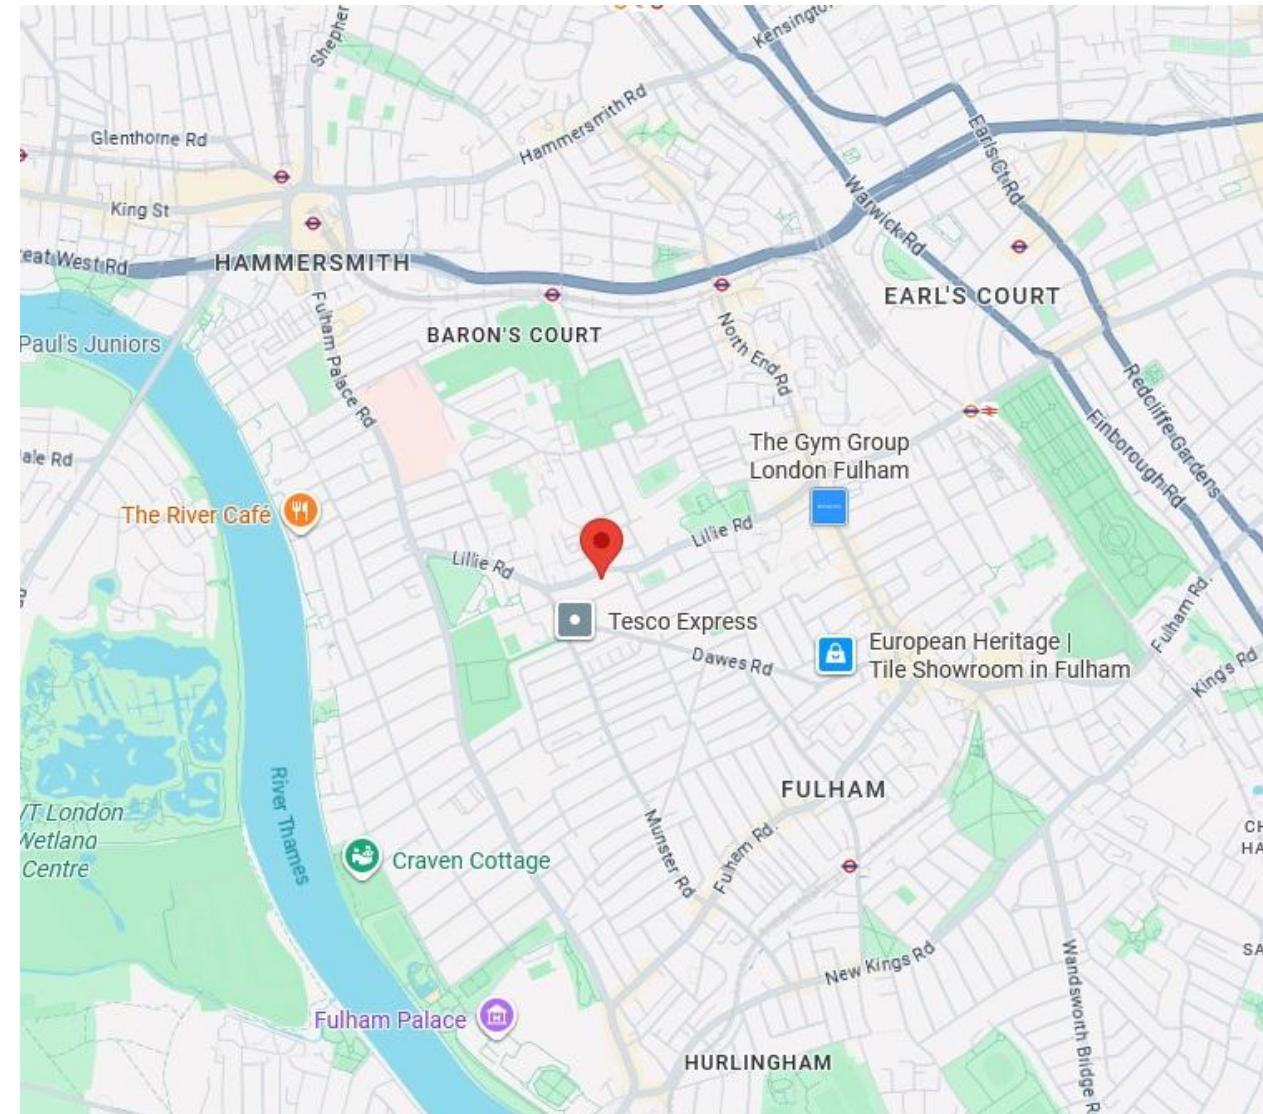 Shepher
Kensingto
Glenthorne Rd
Hammersmith Rd
Earls Ct Rd
King St
Warwick Rd
eat West Rd
HAMMERSMITH
EARL'S COURT
Fulham Palace Rd
Paul's Juniors
BARON'S COURT
North End Rd
Redcliffe Gardens
Finborough Rd
ale Rd
The Gym Group
London Fulham
The River Café
Lillie Rd
Lillie Rd
Tesco Express
Fulham Rd.
Dawes Rd
European Heritage |
Tile Showroom in Fulham
King's Rd
River Thames
FULHAM
VT London
Wetland
Centre
Munster Rd
Fulham Rd.
CH
HA
Craven Cottage
New Kings Rd
SA
Wandsworth Bridge R
Fulham Palace
HURLINGHAM